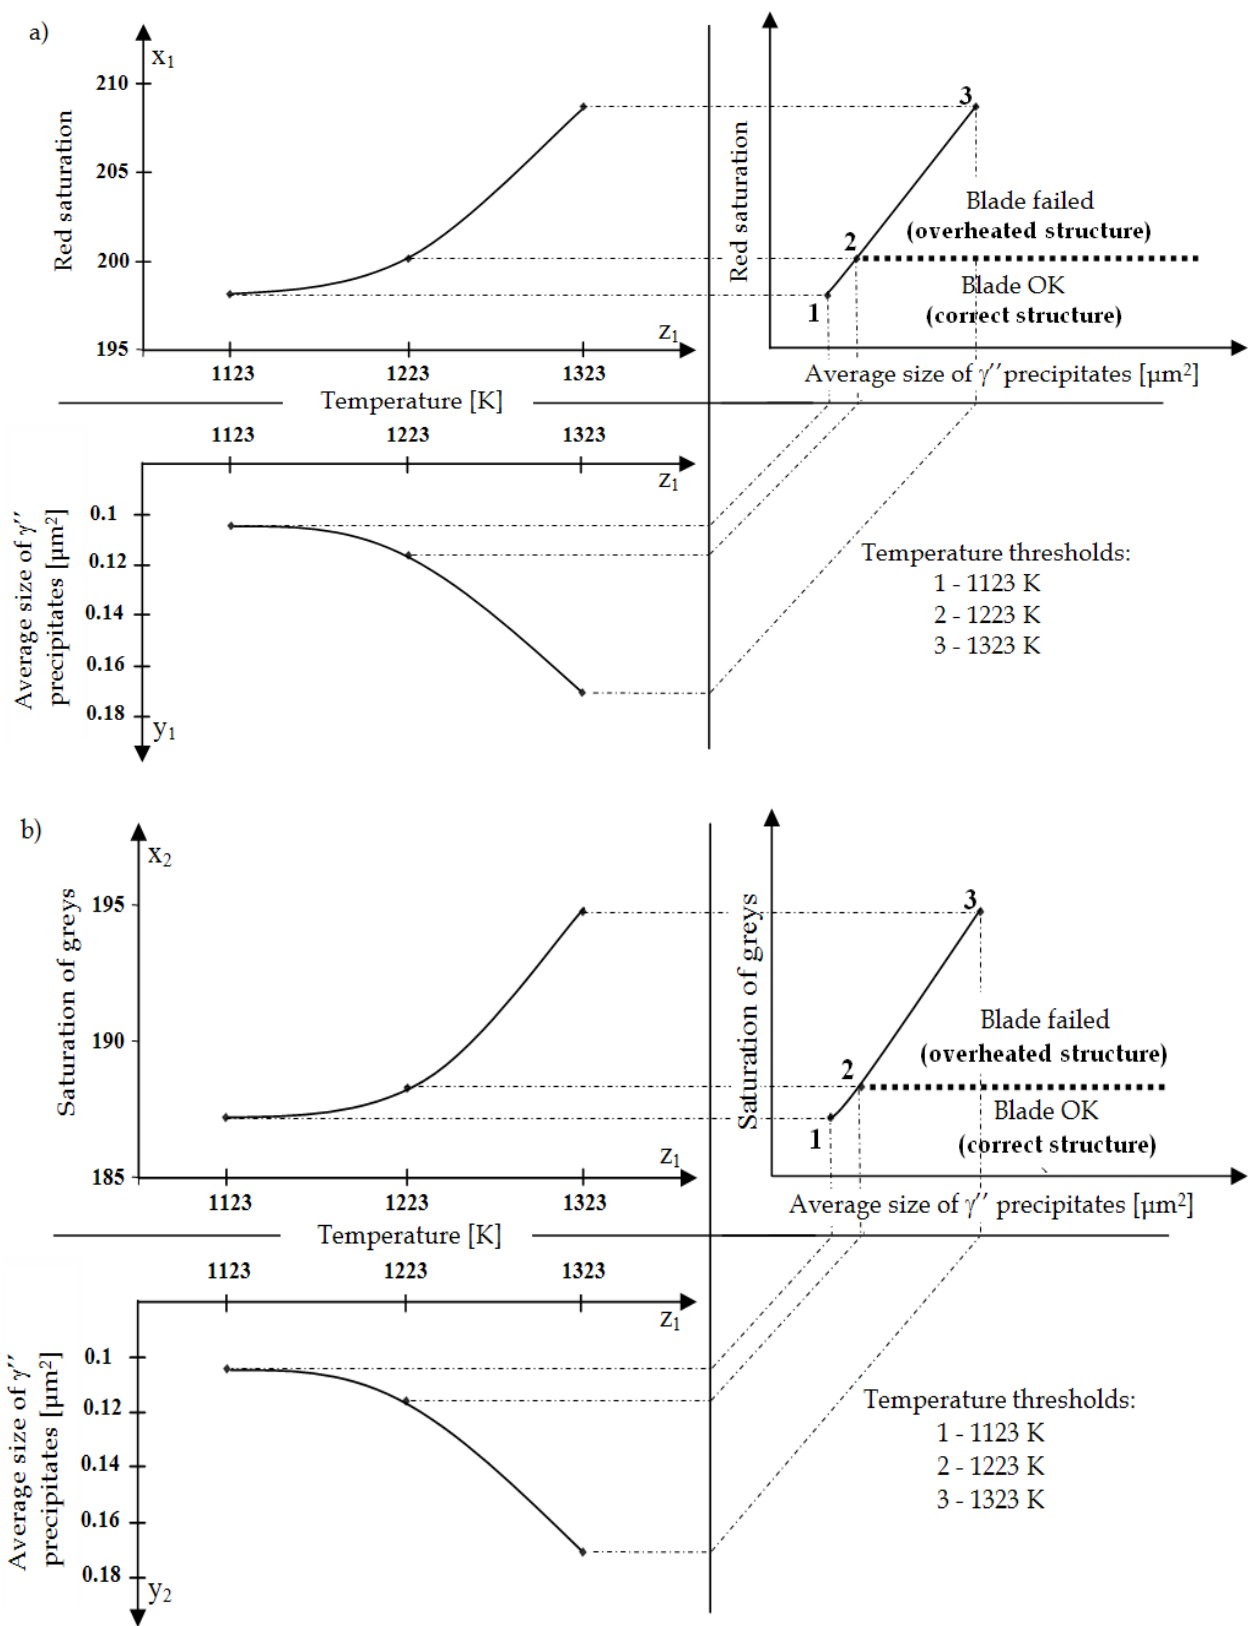 a)
x1
210
205
200
195
Red saturation
z1
1123 1223 1323
Temperature [K]
Red saturation
3
2
1
Blade failed
(overheated structure)
Blade OK
(correct structure)
Average size of γ′′ precipitates [µm²]
1123 1223 1323
z1
0.1
0.12
0.14
0.16
0.18
y1
Average size of γ′′
precipitates [µm²]
Temperature thresholds:
1 - 1123 K
2 - 1223 K
3 - 1323 K
b)
x2
195
190
185
Saturation of greys
z1
1123 1223 1323
Temperature [K]
Saturation of greys
3
2
1
Blade failed
(overheated structure)
Blade OK
(correct structure)
Average size of γ′′ precipitates [µm²]
1123 1223 1323
z1
0.1
0.12
0.14
0.16
0.18
y2
Average size of γ′′
precipitates [µm²]
Temperature thresholds:
1 - 1123 K
2 - 1223 K
3 - 1323 K